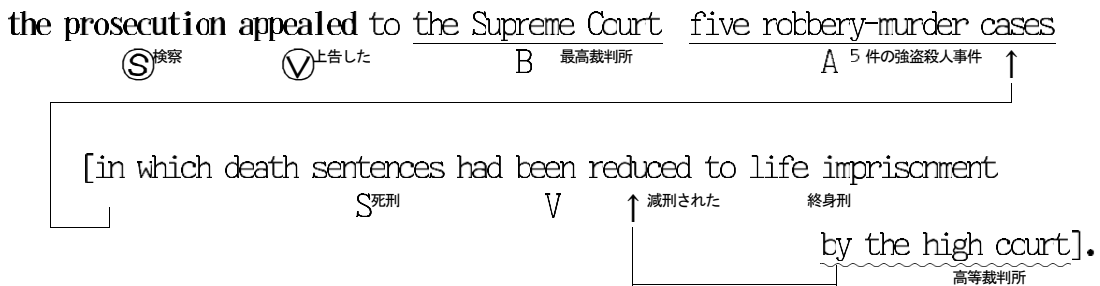 the prosecution appealed to the Supreme Court five robbery-murder cases
Ⓢ検察 Ⓥ上告した B 最高裁判所 A 5 件の強盗殺人事件
[in which death sentences had been reduced to life imprisonment
S死刑 V 減刑された 終身刑
by the high court].
高等裁判所